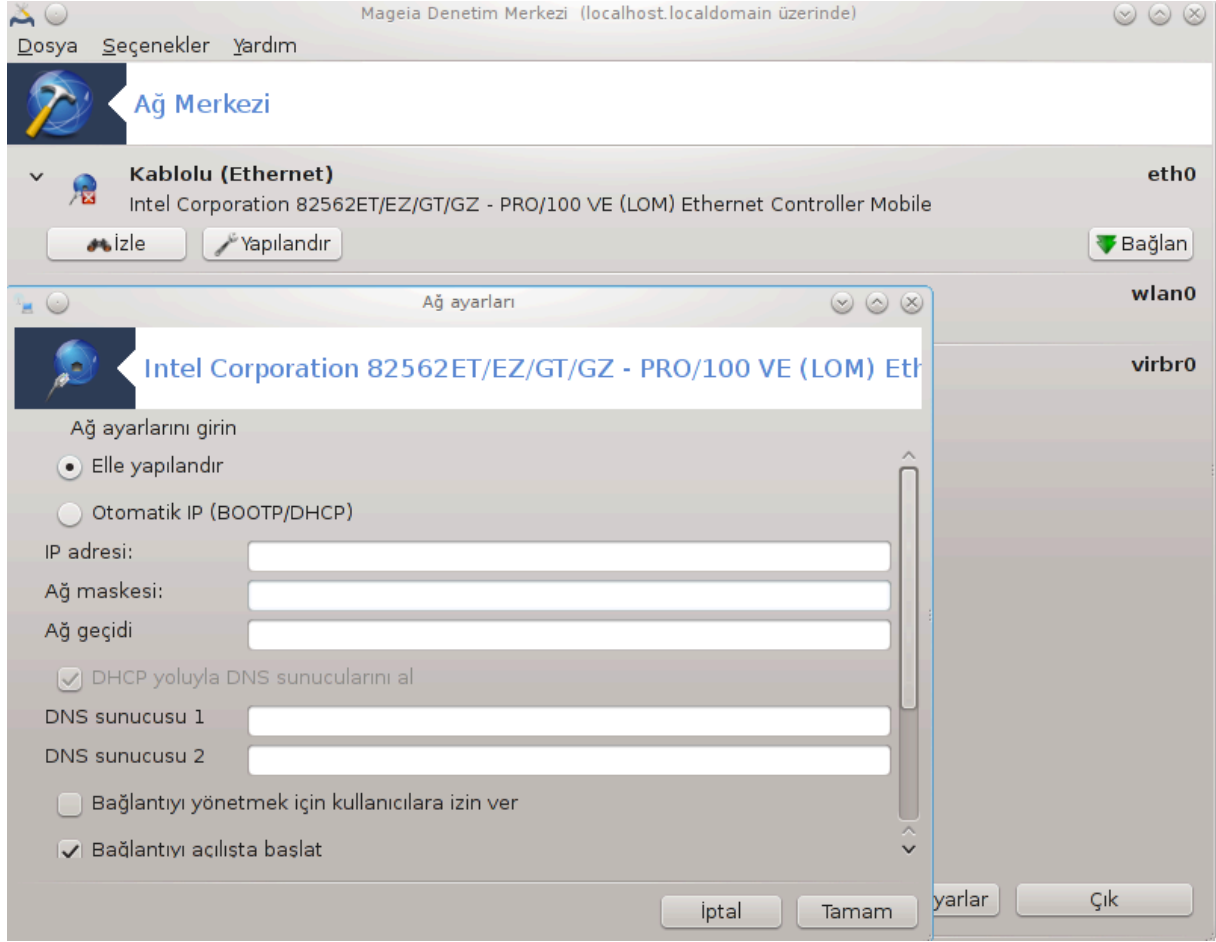 Mageia Denetim Merkezi (localhost.localdomain üzerinde)
Dosya Seçenekler Yardım
Ağ Merkezi
Kablolu (Ethernet) eth0
Intel Corporation 82562ET/EZ/GT/GZ - PRO/100 VE (LOM) Ethernet Controller Mobile
İzle Yapılandır Bağlan
wlan0
virbr0
Ağ ayarları
Intel Corporation 82562ET/EZ/GT/GZ - PRO/100 VE (LOM) Eth
Ağ ayarlarını girin
Elle yapılandır
Otomatik IP (BOOTP/DHCP)
IP adresi:
Ağ maskesi:
Ağ geçidi
DHCP yoluyla DNS sunucularını al
DNS sunucusu 1
DNS sunucusu 2
Bağlantıyı yönetmek için kullanıcılara izin ver
Bağlantıyı açılışta başlat
İptal Tamam
yarlar Çık